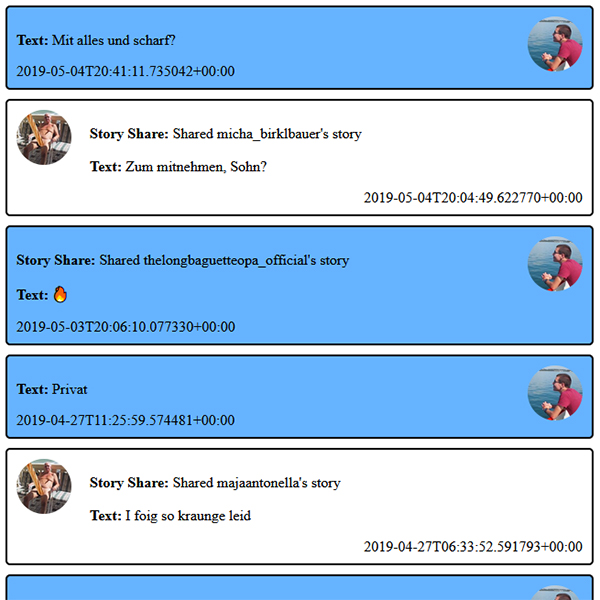 Text: Mit alles und scharf?
2019-05-04T20:41:11.735042+00:00
Story Share: Shared micha_birklbauer's story
Text: Zum mitnehmen, Sohn?
2019-05-04T20:04:49.622770+00:00
Story Share: Shared thelongbaguetteopa_official's story
Text: 🔥
2019-05-03T20:06:10.077330+00:00
Text: Privat
2019-04-27T11:25:59.574481+00:00
Story Share: Shared majaantonella's story
Text: I foig so kraunge leid
2019-04-27T06:33:52.591793+00:00